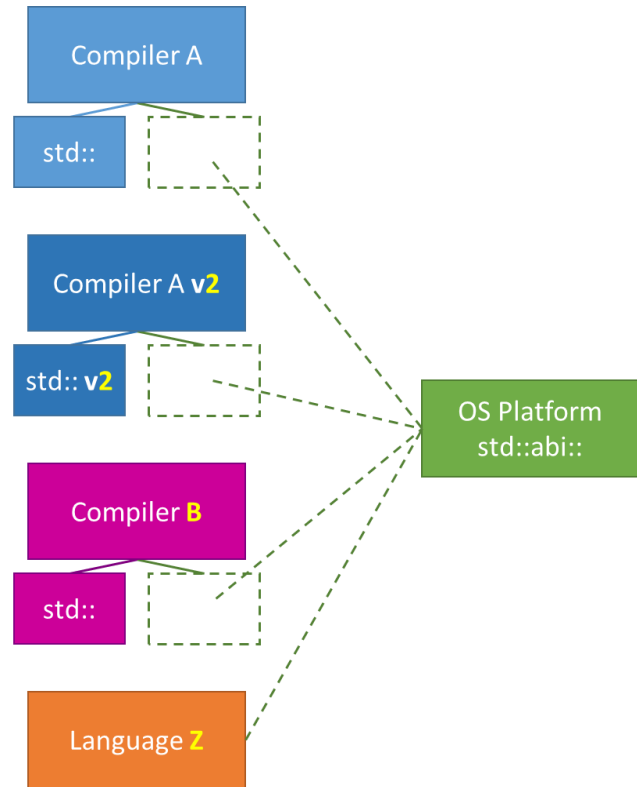 Compiler A
std::
Compiler A v2
std:: v2
OS Platform
std::abi::
Compiler B
std::
Language Z